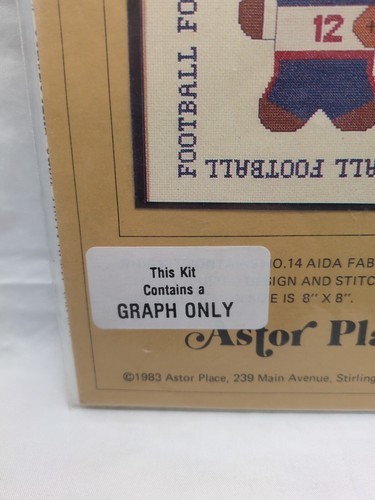 FOOTBALL FO
12
ALL FOOTBALL
O.14 AIDA FAB
SIGN AND STITC
E IS 8" X 8".
This Kit
Contains a
GRAPH ONLY
Astor Pla
©1983 Astor Place, 239 Main Avenue, Stirling